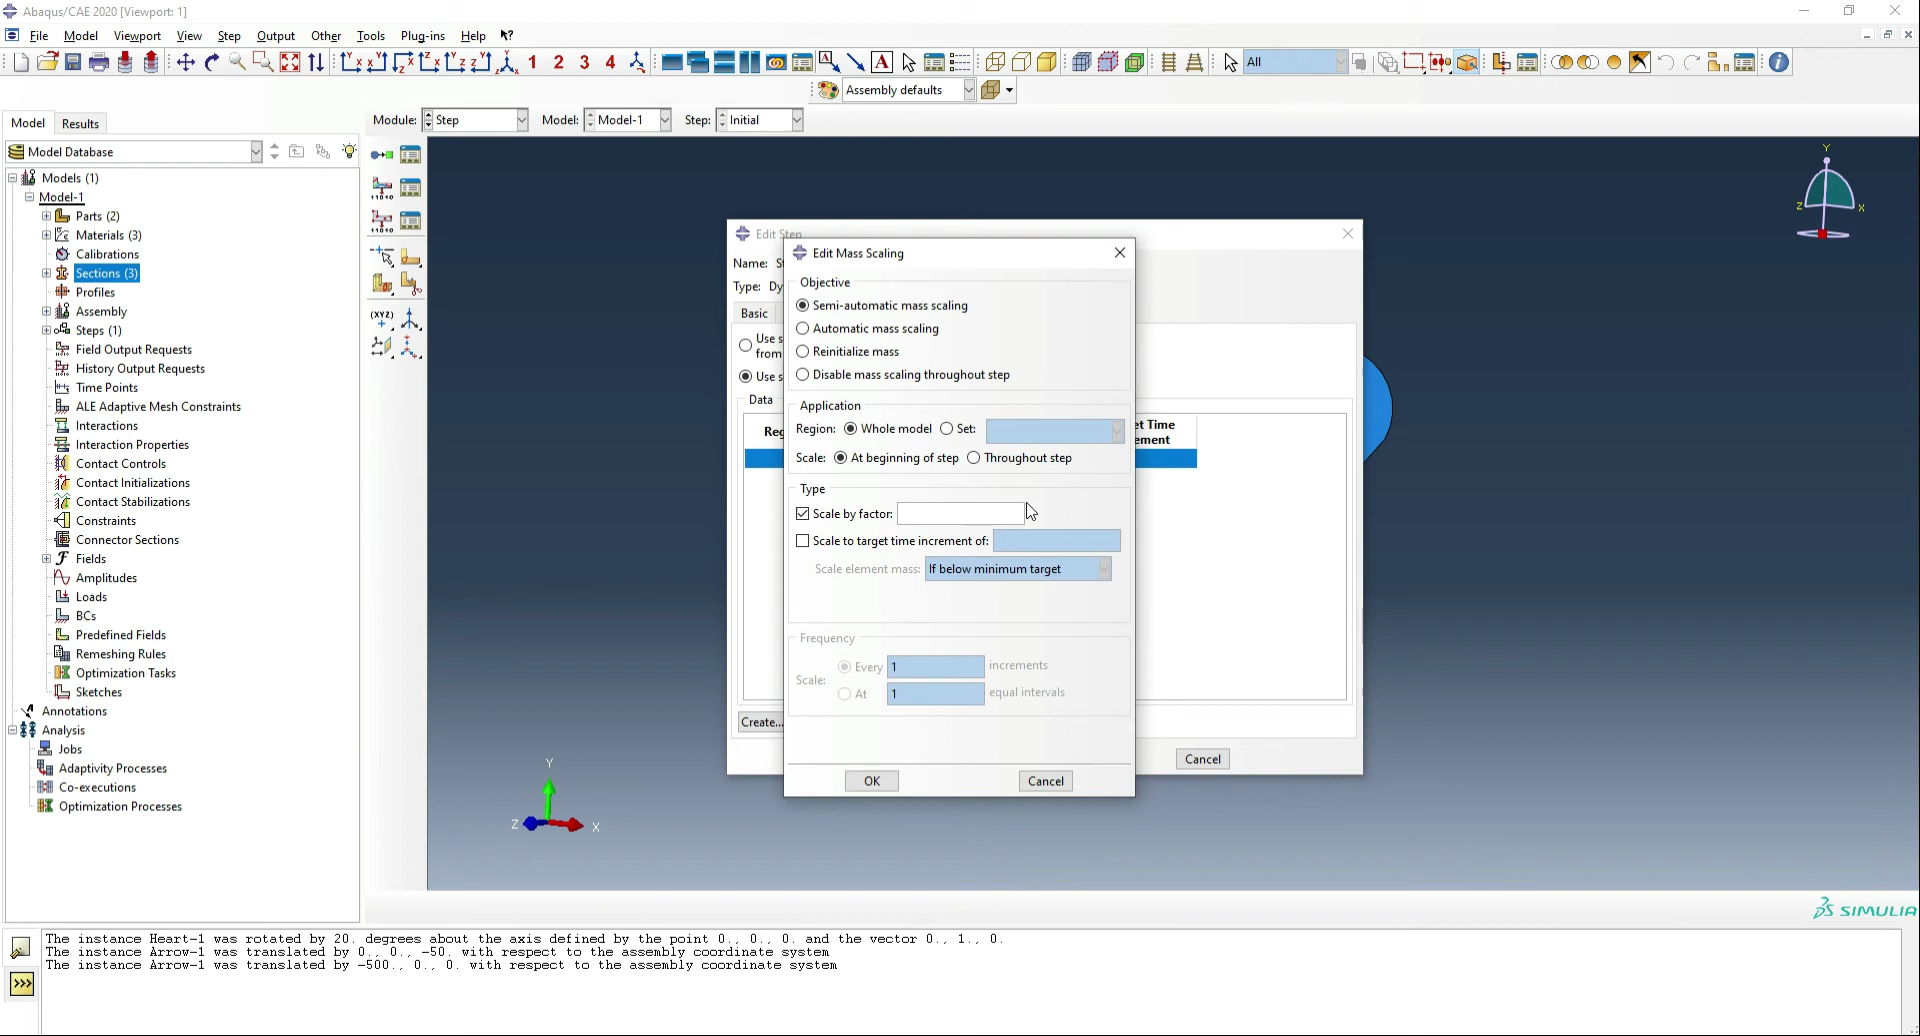 Abaqus/CAE 2020 [Viewport: 1]
File Model Viewport View Step Output Other Tools Plug-ins Help
1 2 3 4 All
Assembly defaults
Model Results
Module: Step Model: Model-1 Step: Initial
Model Database
Models (1)
Model-1
Parts (2)
Materials (3)
Calibrations
Sections (3)
Profiles
Assembly
Steps (1)
Field Output Requests
History Output Requests
Time Points
ALE Adaptive Mesh Constraints
Interactions
Interaction Properties
Contact Controls
Contact Initializations
Contact Stabilizations
Constraints
Connector Sections
Fields
Amplitudes
Loads
BCs
Predefined Fields
Remeshing Rules
Optimization Tasks
Sketches
Annotations
Analysis
Jobs
Adaptivity Processes
Co-executions
Optimization Processes
(XYZ)
Y
Z X
Edit Step
Name: S
Type: Dy
Basic
Use s
from
Use s
Data
Reg
et Time
ement
Create...
Cancel
Edit Mass Scaling
Objective
Semi-automatic mass scaling
Automatic mass scaling
Reinitialize mass
Disable mass scaling throughout step
Application
Region: Whole model Set:
Scale: At beginning of step Throughout step
Type
Scale by factor:
Scale to target time increment of:
Scale element mass: If below minimum target
Frequency
Scale:
Every 1 increments
At 1 equal intervals
OK Cancel
Y
Z X
SIMULIA
The instance Heart-1 was rotated by 20. degrees about the axis defined by the point 0., 0., 0. and the vector 0., 1., 0.
The instance Arrow-1 was translated by 0., 0., -50. with respect to the assembly coordinate system
The instance Arrow-1 was translated by -500., 0., 0. with respect to the assembly coordinate system
>>>